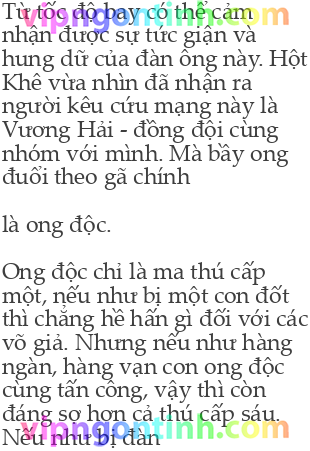 Từ tốc độ bay có thể cảm
vipngontinh.com
nhận được sự tức giận và
hung dữ của đàn ong này. Hột
Khê vừa nhìn đã nhận ra
người kêu cứu mạng này là
Vương Hải - đồng đội cùng
nhóm với mình. Mà bầy ong
đuổi theo gã chính
là ong độc.
Ong độc chỉ là ma thú cấp
một, nếu như bị một con đốt
thì chẳng hề hấn gì đối với các
võ giả. Nhưng nếu như hàng
ngàn, hàng vạn con ong độc
cùng tấn công, vậy thì còn
đáng sợ hơn cả thú cấp sáu.
vipngontinh.com
Nếu như bị đàn